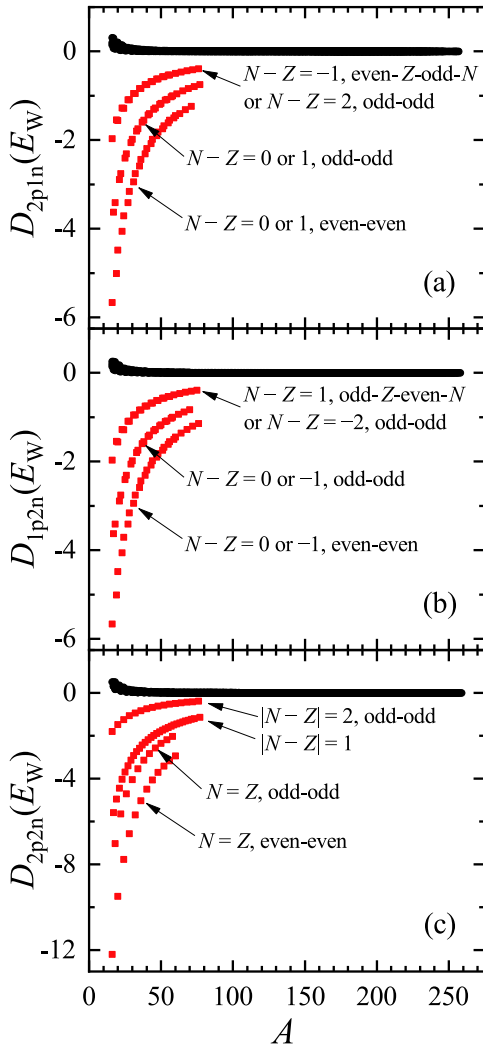 (a)
0
-2
-4
-6
D2p1n(EW)
N − Z = −1, even-Z-odd-N
or N − Z = 2, odd-odd
N − Z = 0 or 1, odd-odd
N − Z = 0 or 1, even-even
(b)
0
-2
-4
-6
D1p2n(EW)
N − Z = 1, odd-Z-even-N
or N − Z = −2, odd-odd
N − Z = 0 or −1, odd-odd
N − Z = 0 or −1, even-even
(c)
0
-4
-8
-12
D2p2n(EW)
|N − Z| = 2, odd-odd
|N − Z| = 1
N = Z, odd-odd
N = Z, even-even
0 50 100 150 200 250
A